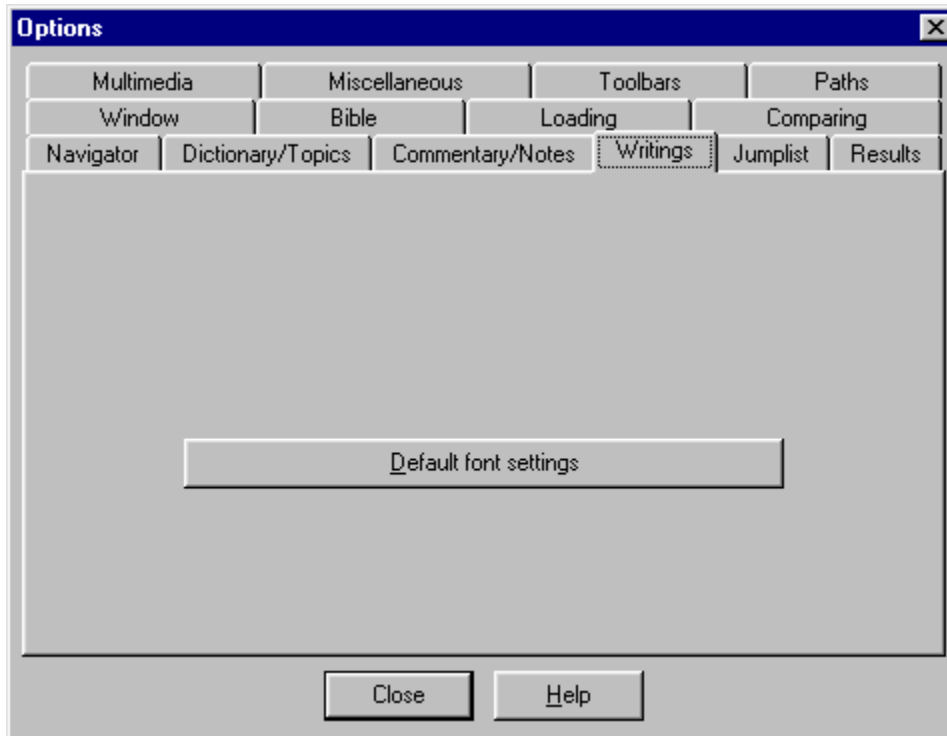 Options
Multimedia Miscellaneous Toolbars Paths
Window Bible Loading Comparing
Navigator Dictionary/Topics Commentary/Notes Writings Jumplist Results
Default font settings
Close Help